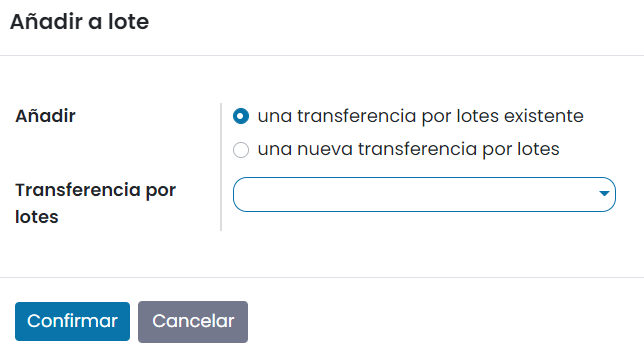 Añadir a lote
Añadir
una transferencia por lotes existente
una nueva transferencia por lotes
Transferencia por
lotes
Confirmar
Cancelar